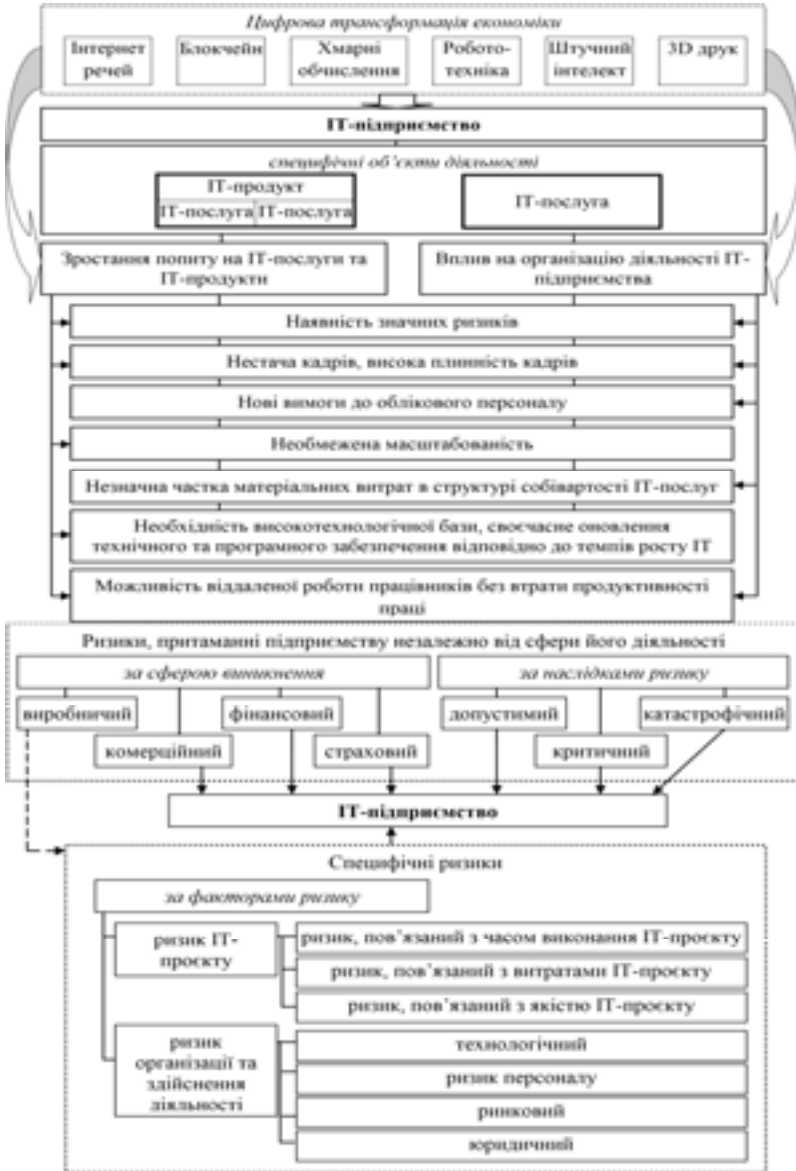 Цифрова трансформація економіки
Інтернет речей
Блокчейн
Хмарні обчислення
Робото-
техніка
Штучний інтелект
3D друк
ІТ-підприємство
специфічні об’єкти діяльності
ІТ-продукт
ІТ-послуга ІТ-послуга
ІТ-послуга
Зростання попиту на ІТ-послуги та
ІТ-продукти
Вплив на організацію діяльності ІТ-
підприємства
Наявність значних ризиків
Нестача кадрів, висока плинність кадрів
Нові вимоги до облікового персоналу
Необмежена масштабованість
Незначна частка матеріальних витрат в структурі собівартості ІТ-послуг
Необхідність високотехнологічної бази, своєчасне оновлення
технічного та програмного забезпечення відповідно до темпів росту ІТ
Можливість віддаленої роботи працівників без втрати продуктивності
праці
Ризики, притаманні підприємству незалежно від сфери його діяльності
за сферою виникнення
за наслідками ризику
виробничий
фінансовий
допустимий
катастрофічний
комерційний
страховий
критичний
ІТ-підприємство
Специфічні ризики
за факторами ризику
ризик ІТ-
проєкту
ризик, пов’язаний з часом виконання ІТ-проєкту
ризик, пов’язаний з витратами ІТ-проєкту
ризик, пов’язаний з якістю ІТ-проєкту
ризик
організації та
здійснення
діяльності
технологічний
ризик персоналу
ринковий
юридичний